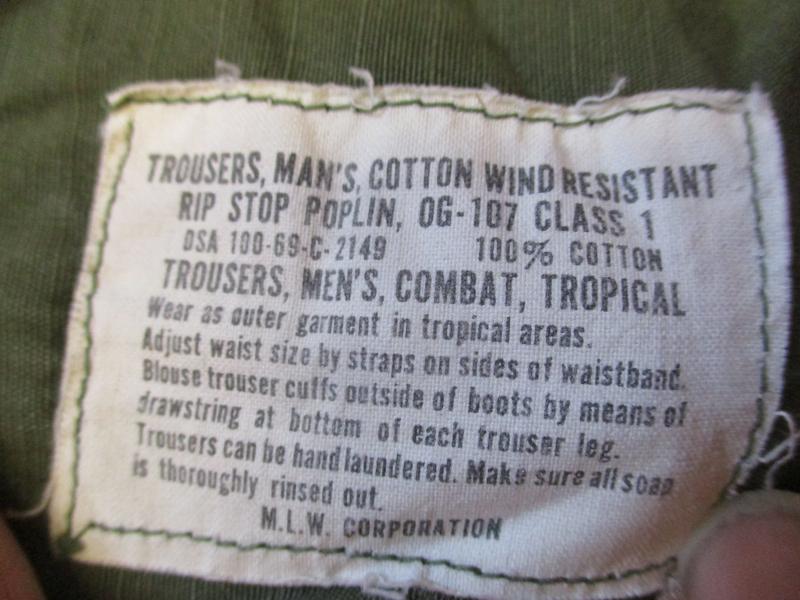 TROUSERS, MAN'S, COTTON WIND RESISTANT
RIP STOP POPLIN, OG-107 CLASS 1
DSA 100-69-C-2149 100% COTTON
TROUSERS, MEN'S, COMBAT, TROPICAL
Wear as outer garment in tropical areas.
Adjust waist size by straps on sides of waistband.
Blouse trouser cuffs outside of boots by means of
drawstring at bottom of each trouser leg.
Trousers can be hand laundered. Make sure all soap
is thoroughly rinsed out.
M.L.W. CORPORATION